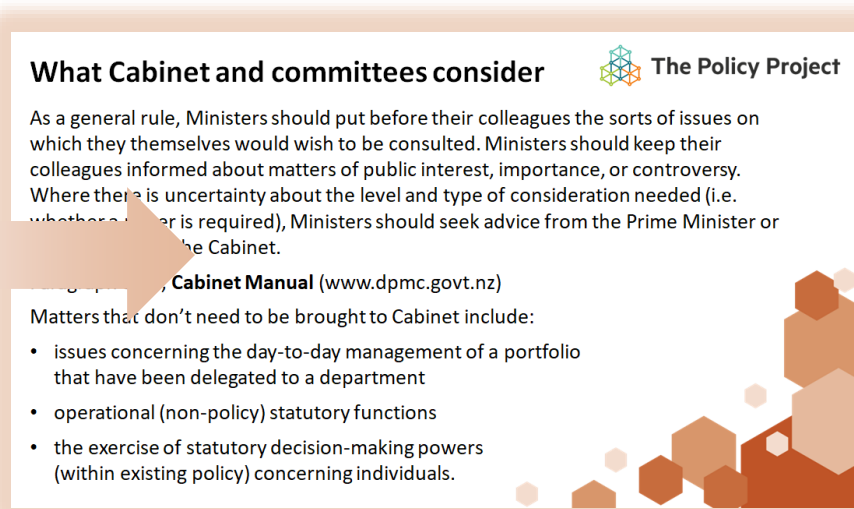 What Cabinet and committees consider
The Policy Project
As a general rule, Ministers should put before their colleagues the sorts of issues on
which they themselves would wish to be consulted. Ministers should keep their
colleagues informed about matters of public interest, importance, or controversy.
Where there is uncertainty about the level and type of consideration needed (i.e.
is required), Ministers should seek advice from the Prime Minister or
Cabinet.
, Cabinet Manual (www.dpmc.govt.nz)
Matters that don’t need to be brought to Cabinet include:
• issues concerning the day-to-day management of a portfolio
that have been delegated to a department
• operational (non-policy) statutory functions
• the exercise of statutory decision-making powers
(within existing policy) concerning individuals.